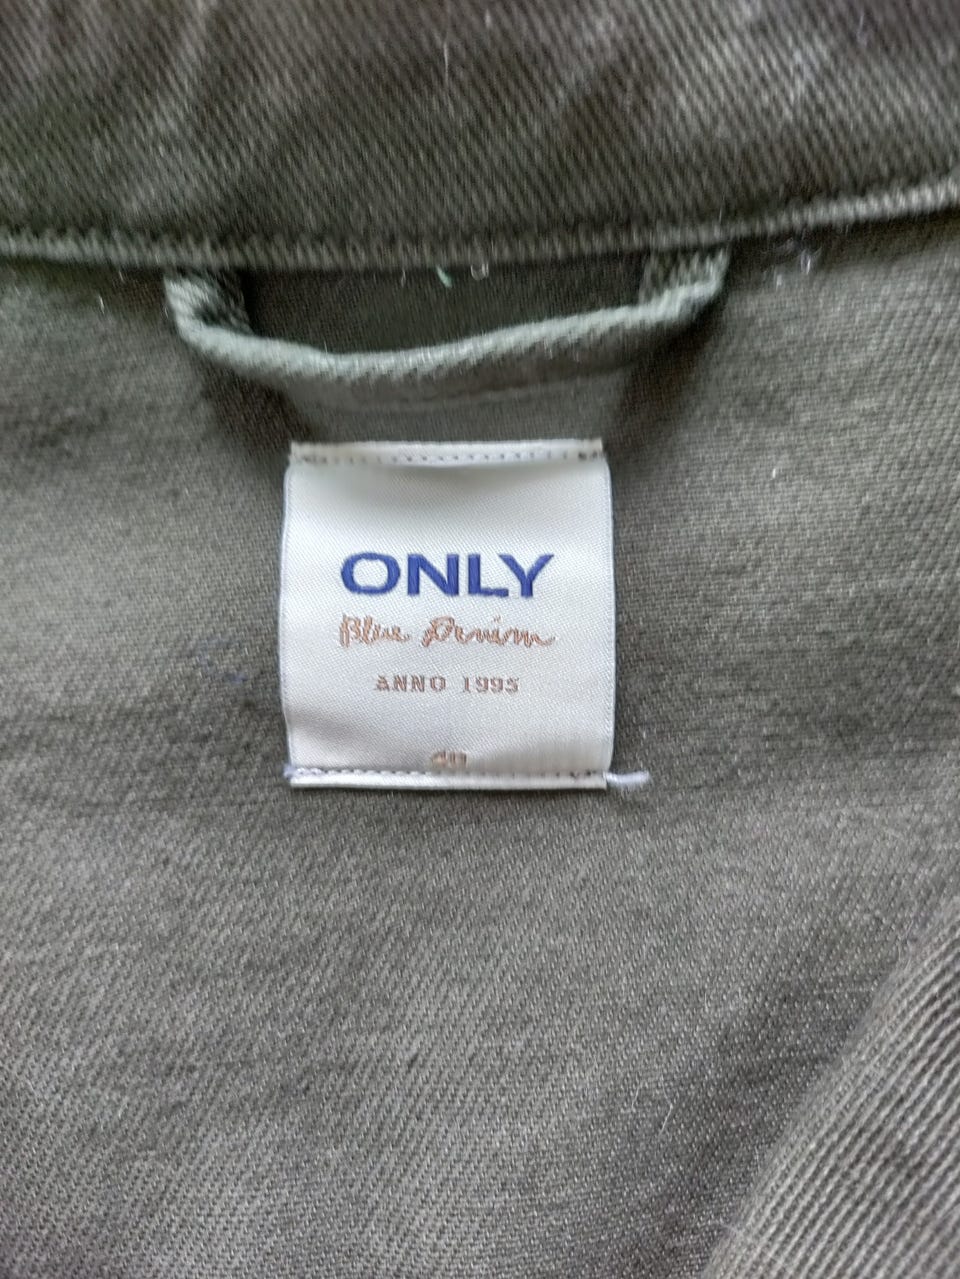 ONLY
Blue Denim
ANNO 1995